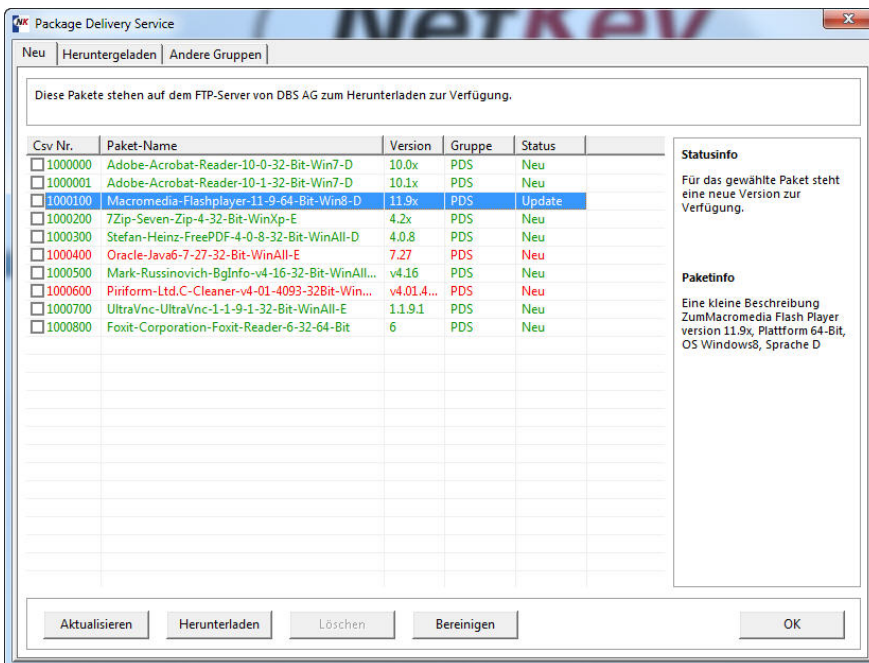 NK Package Delivery Service
NetKey
Neu Heruntergeladen Andere Gruppen
Diese Pakete stehen auf dem FTP-Server von DBS AG zum Herunterladen zur Verfügung.
Csv Nr. Paket-Name Version Gruppe Status
1000000 Adobe-Acrobat-Reader-10-0-32-Bit-Win7-D 10.0x PDS Neu
1000001 Adobe-Acrobat-Reader-10-1-32-Bit-Win7-D 10.1x PDS Neu
1000100 Macromedia-Flashplayer-11-9-64-Bit-Win8-D 11.9x PDS Update
1000200 7Zip-Seven-Zip-4-32-Bit-WinXp-E 4.2x PDS Neu
1000300 Stefan-Heinz-FreePDF-4-0-8-32-Bit-WinAll-D 4.0.8 PDS Neu
1000400 Oracle-Java6-7-27-32-Bit-WinAll-E 7.27 PDS Neu
1000500 Mark-Russinovich-BgInfo-v4-16-32-Bit-WinAll... v4.16 PDS Neu
1000600 Piriform-Ltd.C-Cleaner-v4-01-4093-32Bit-Win... v4.01.4... PDS Neu
1000700 UltraVnc-UltraVnc-1-1-9-1-32-Bit-WinAll-E 1.1.9.1 PDS Neu
1000800 Foxit-Corporation-Foxit-Reader-6-32-64-Bit 6 PDS Neu
Statusinfo
Für das gewählte Paket steht
eine neue Version zur
Verfügung.
Paketinfo
Eine kleine Beschreibung
ZumMacromedia Flash Player
version 11.9x, Plattform 64-Bit,
OS Windows8, Sprache D
Aktualisieren Herunterladen Löschen Bereinigen OK